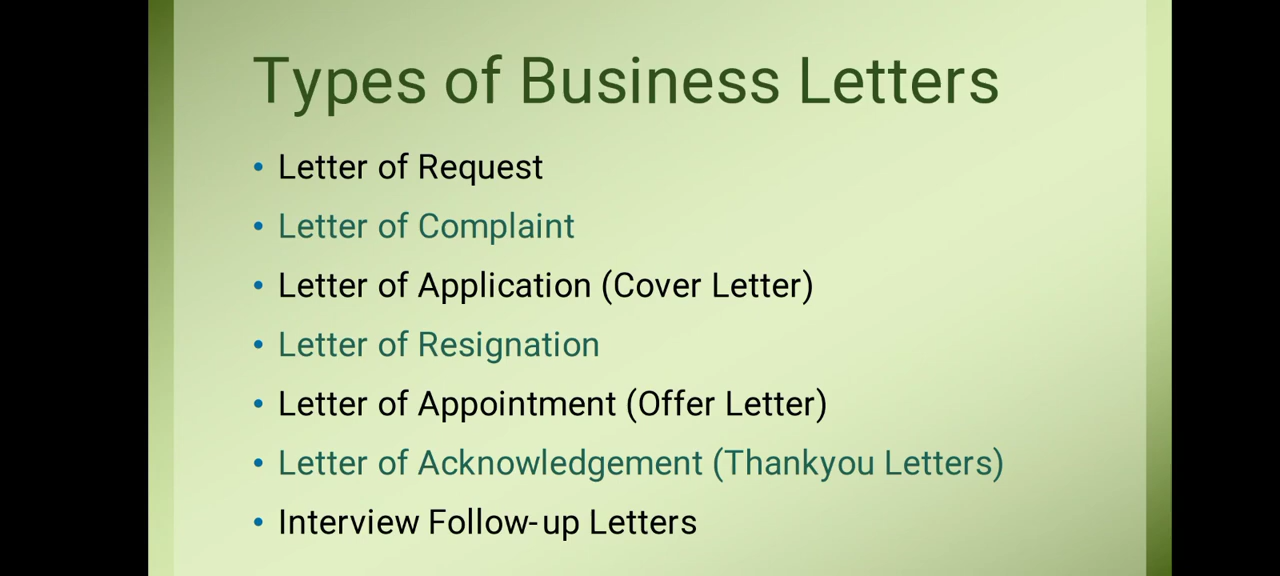 Types of Business Letters
• Letter of Request
• Letter of Complaint
• Letter of Application (Cover Letter)
• Letter of Resignation
• Letter of Appointment (Offer Letter)
• Letter of Acknowledgement (Thankyou Letters)
• Interview Follow-up Letters